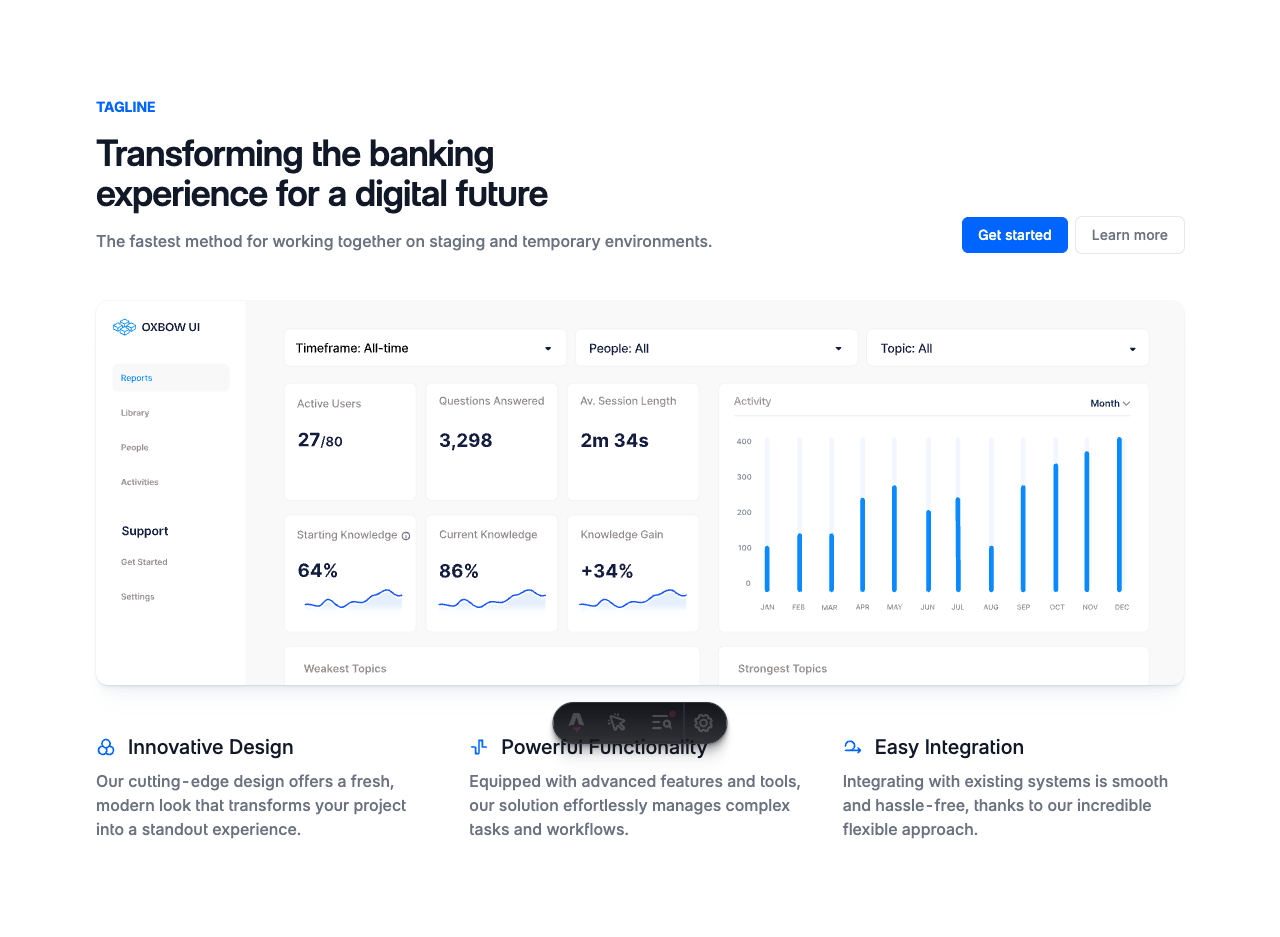 TAGLINE
Transforming the banking
experience for a digital future
The fastest method for working together on staging and temporary environments.
Get started
Learn more
OXBOW UI
Reports
Library
People
Activities
Support
Get Started
Settings
Timeframe: All-time
People: All
Topic: All
Active Users
27/80
Questions Answered
3,298
Av. Session Length
2m 34s
Starting Knowledge
64%
Current Knowledge
86%
Knowledge Gain
+34%
Activity
Month
400
300
200
100
0
JAN FEB MAR APR MAY JUN JUL AUG SEP OCT NOV DEC
Weakest Topics
Strongest Topics
Innovative Design
Our cutting-edge design offers a fresh,
modern look that transforms your project
into a standout experience.
Powerful Functionality
Equipped with advanced features and tools,
our solution effortlessly manages complex
tasks and workflows.
Easy Integration
Integrating with existing systems is smooth
and hassle-free, thanks to our incredible
flexible approach.